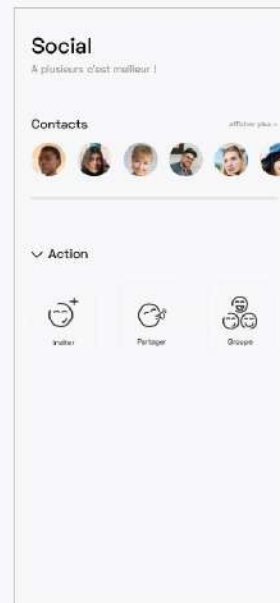 Social
A plusieurs c'est meilleur !
Contacts
afficher plus
Action
Inviter
Partager
Groupe